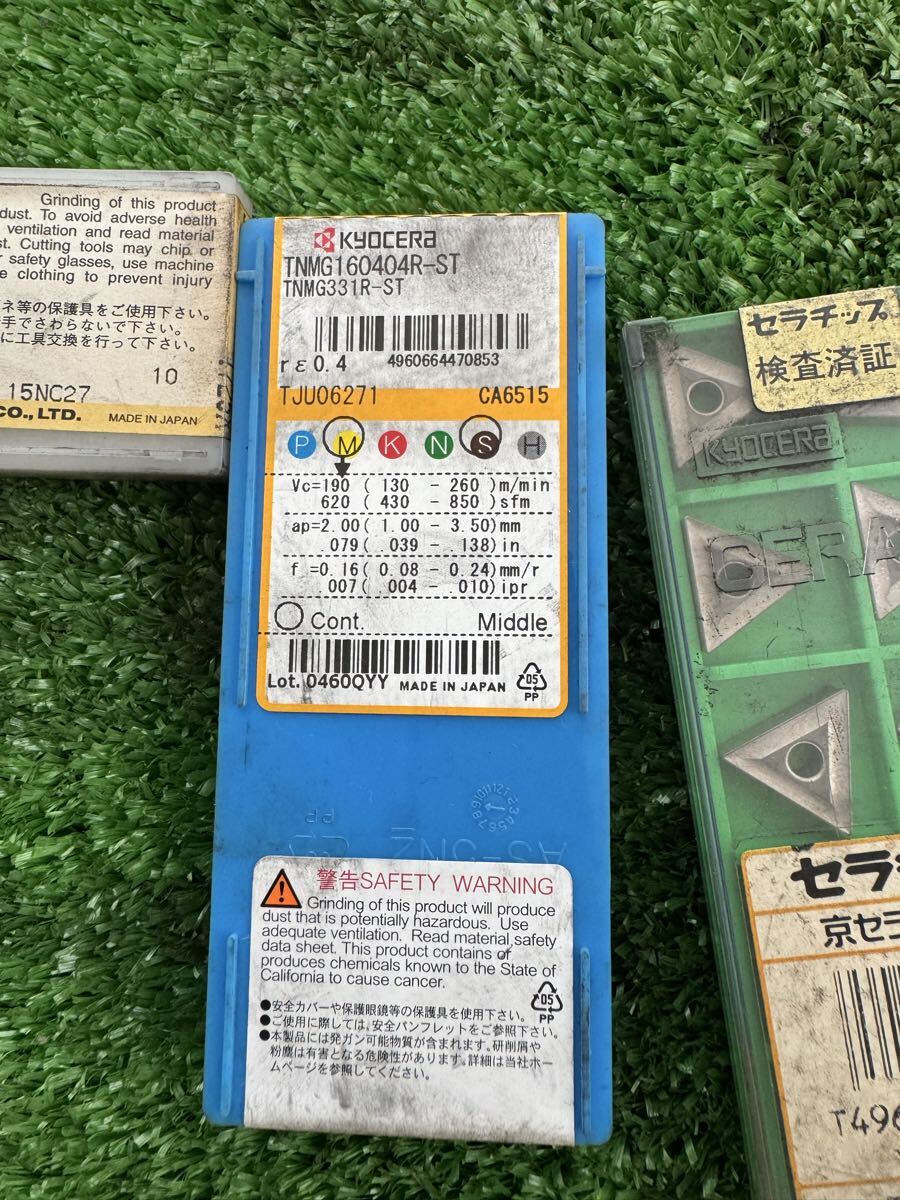 Grinding of this product
dust. To avoid adverse health
ventilation and read material
st. Cutting tools may chip or
safety glasses, use machine
e clothing to prevent injury
ネ等の保護具をご使用下さい。
手でさわらないで下さい。
に工具交換を行って下さい。
10
15NC27
CO., LTD. MADE IN JAPAN
KYOCERA
TNMG160404R-ST
TNMG331R-ST
rε0.4 4960664470853
TJU06271 CA6515
P M K N S H
Vc=190 ( 130 - 260)m/min
620 ( 430 - 850)sfm
ap=2.00( 1.00 - 3.50)mm
.079( .039 - .138)in
f =0.16( 0.08 - 0.24)mm/r
.007( .004 - .010)ipr
Cont. Middle
Lot. 0460QYY MADE IN JAPAN
05
PP
警告SAFETY WARNING
Grinding of this product will produce
dust that is potentially hazardous. Use
adequate ventilation. Read material safety
data sheet. This product contains or
produces chemicals known to the State of
California to cause cancer.
05
PP
●安全カバーや保護眼鏡等の保護具を使用下さい。
●ご使用に際しては、安全パンフレットをご参照下さい。
●本製品には発ガン可能物質が含まれます。研削屑や
粉塵は有害となる危険性があります。詳細は当社ホー
ムページを参照してください。
セラチップ
検査済証
KYOCERA
CERA
セラ
京セラ
T496